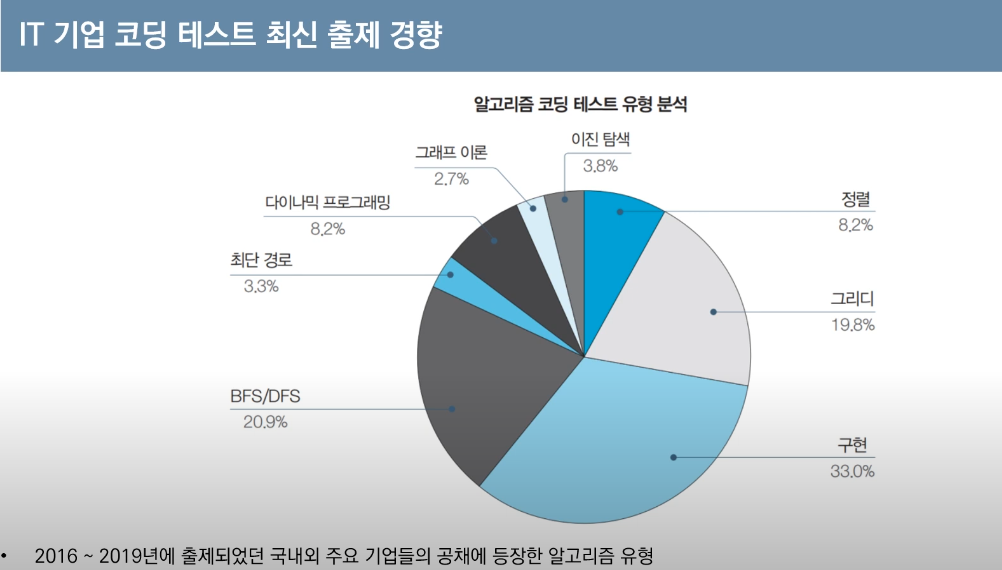 IT 기업 코딩 테스트 최신 출제 경향
알고리즘 코딩 테스트 유형 분석
이진 탐색
3.8%
그래프 이론
2.7%
다이나믹 프로그래밍
8.2%
정렬
8.2%
최단 경로
3.3%
그리디
19.8%
BFS/DFS
20.9%
구현
33.0%
• 2016 ~ 2019년에 출제되었던 국내외 주요 기업들의 공채에 등장한 알고리즘 유형